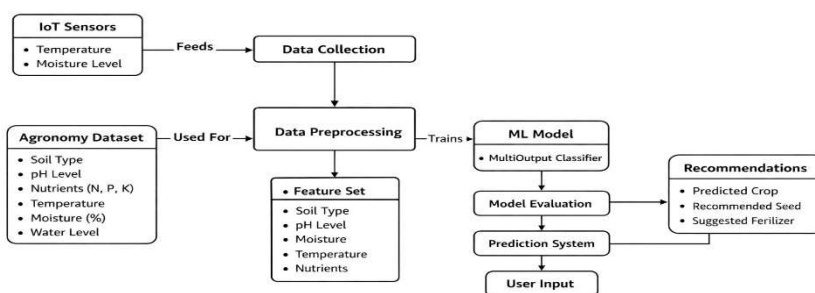 IoT Sensors
• Temperature
• Moisture Level
Feeds
Data Collection
Agronomy Dataset
• Soil Type
• pH Level
• Nutrients (N, P, K)
• Temperature
• Moisture (%)
• Water Level
Used For
Data Preprocessing
Trains
ML Model
• MultiOutput Classifier
• Feature Set
• Soil Type
• pH Level
• Moisture
• Temperature
• Nutrients
Model Evaluation
Prediction System
User Input
Recommendations
• Predicted Crop
• Recommended Seed
• Suggested Ferilizer